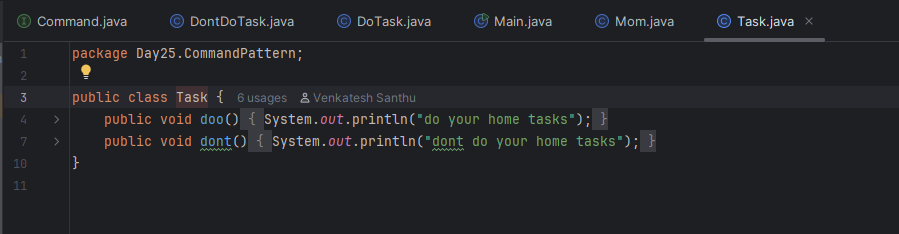 Command.java DontDoTask.java DoTask.java Main.java Mom.java Task.java
1 package Day25.CommandPattern;
2
3 public class Task { 6 usages Venkatesh Santhu
4 public void doo() { System.out.println("do your home tasks"); }
7 public void dont() { System.out.println("dont do your home tasks"); }
10 }
11